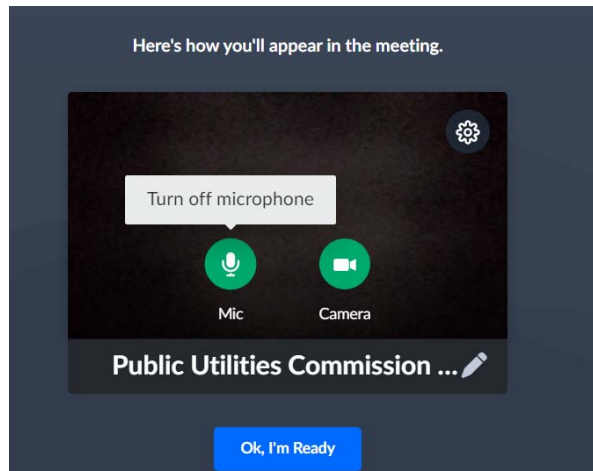 Here's how you'll appear in the meeting.
Turn off microphone
Mic Camera
Public Utilities Commission ...
Ok, I'm Ready